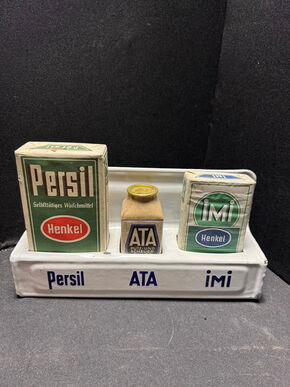 Persil
Selbsttätiges Waschmittel
Henkel
ATA
iMi
Henkel
Persil ATA iMi